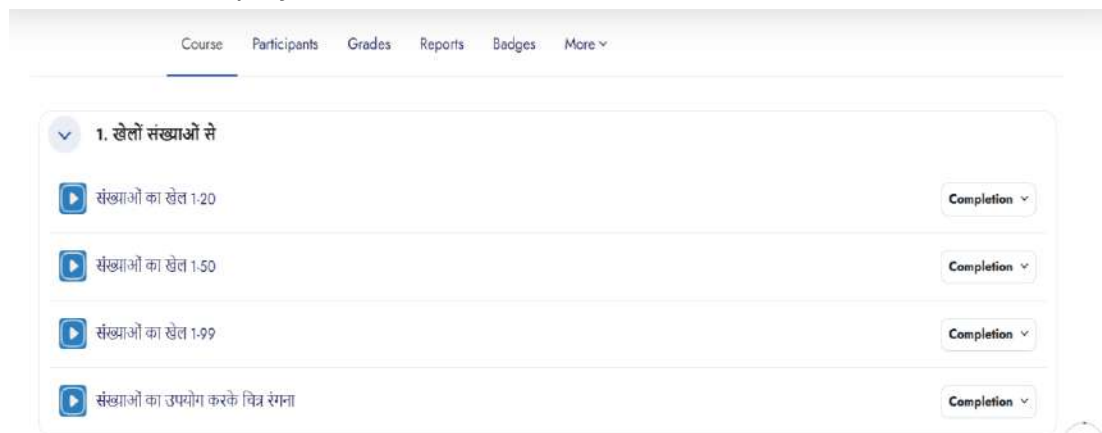 Course Participants Grades Reports Badges More
1. खेलों संख्याओं से
संख्याओं का खेल 1-20 Completion
संख्याओं का खेल 1-50 Completion
संख्याओं का खेल 1-99 Completion
संख्याओं का उपयोग करके चित्र रंगना Completion